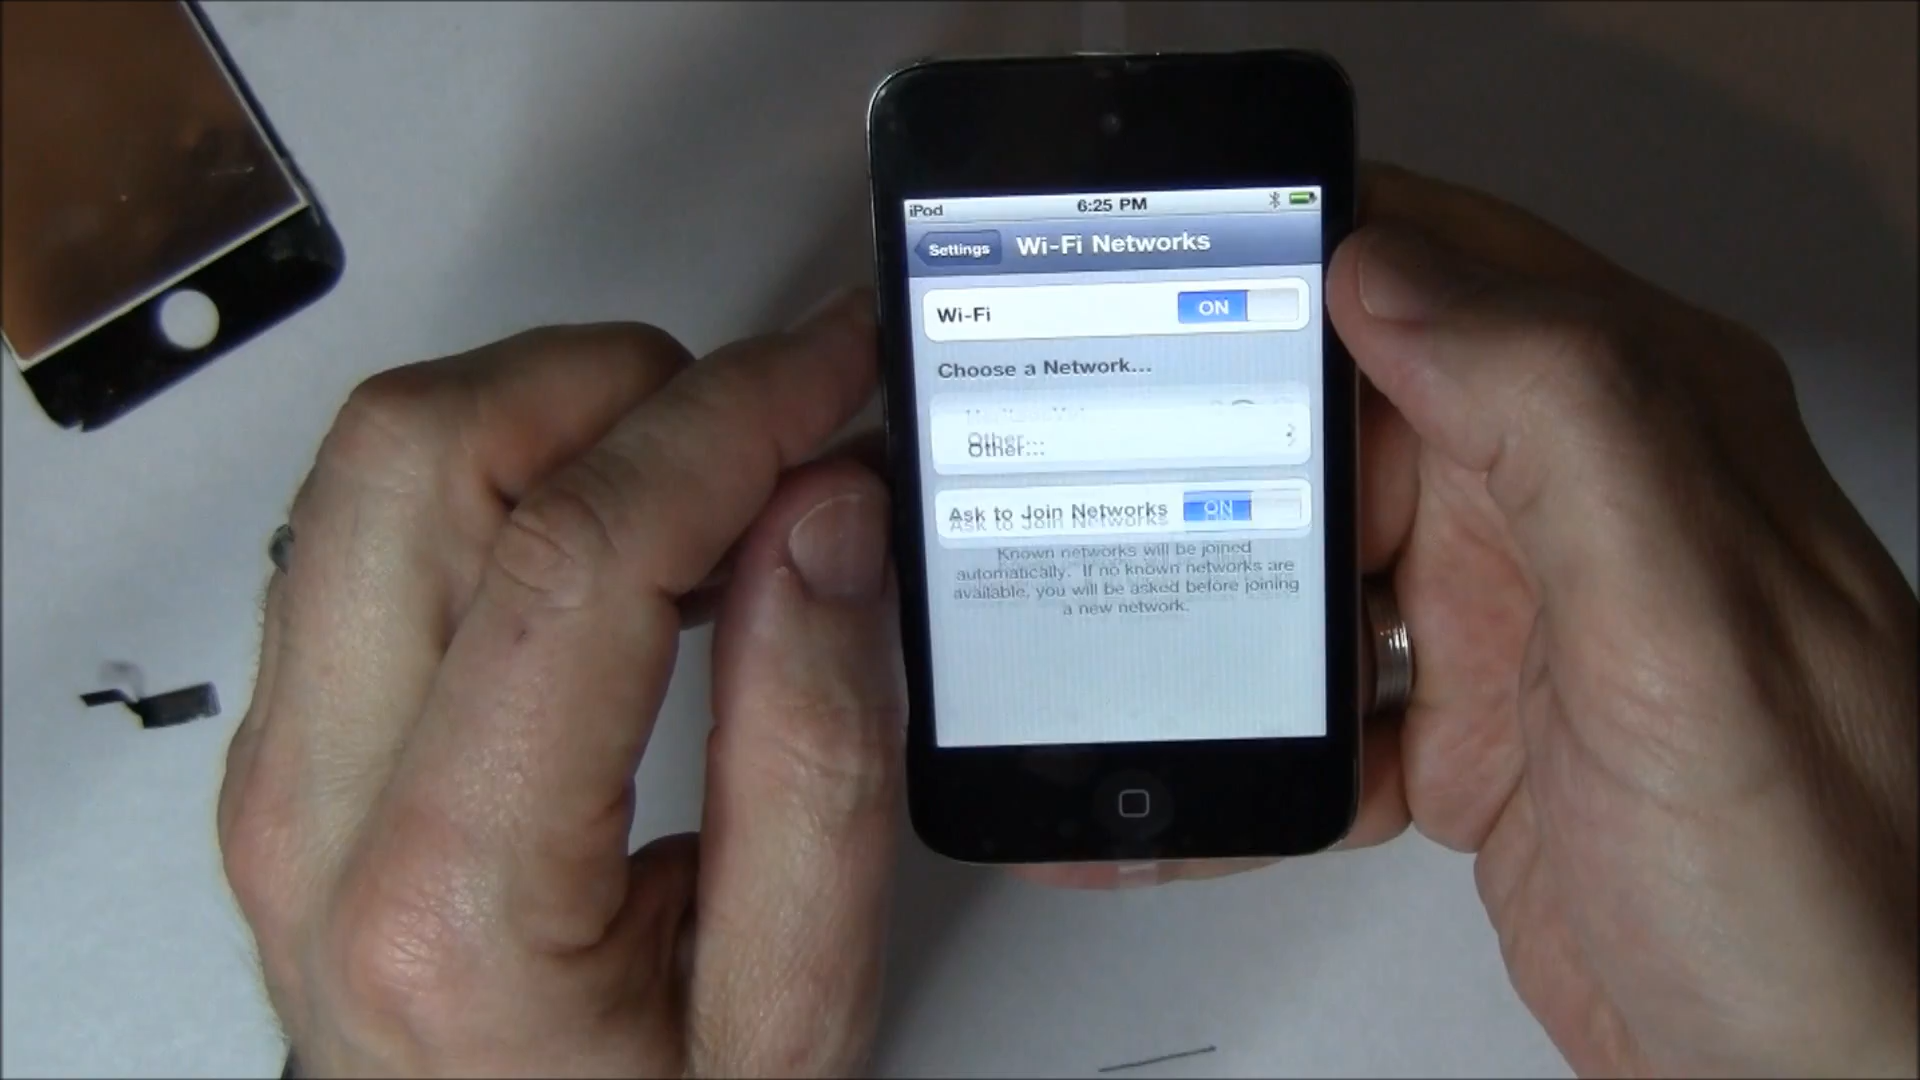 iPod 6:25 PM
Settings Wi-Fi Networks
Wi-Fi ON
Choose a Network...
Other...
Other...
Ask to Join Networks ON
Known networks will be joined
automatically. If no known networks are
available, you will be asked before joining
a new network.